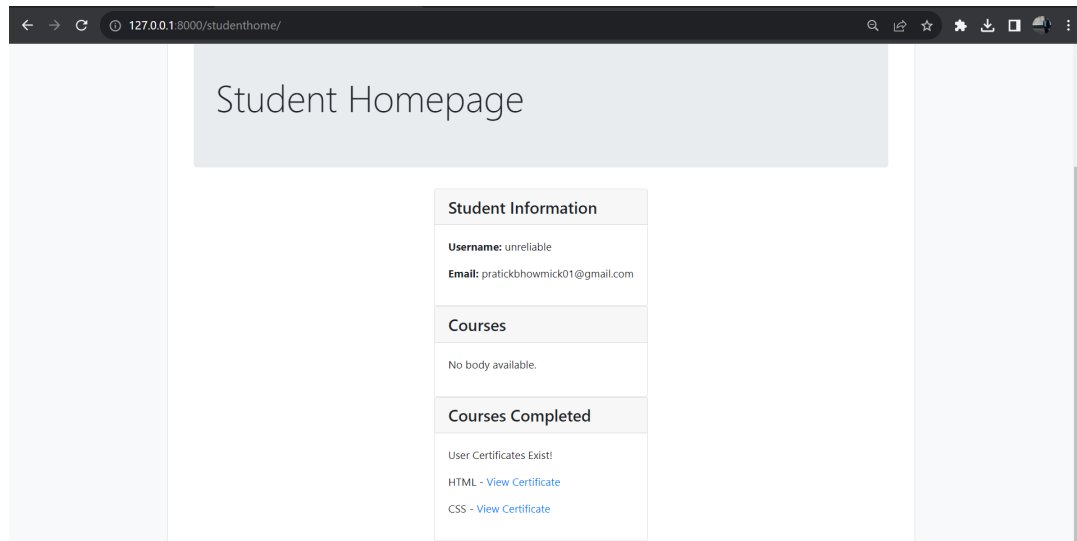 127.0.0.1:8000/studenthome/
Student Homepage
Student Information
Username: unreliable
Email: pratickbhowmick01@gmail.com
Courses
No body available.
Courses Completed
User Certificates Exist!
HTML - View Certificate
CSS - View Certificate